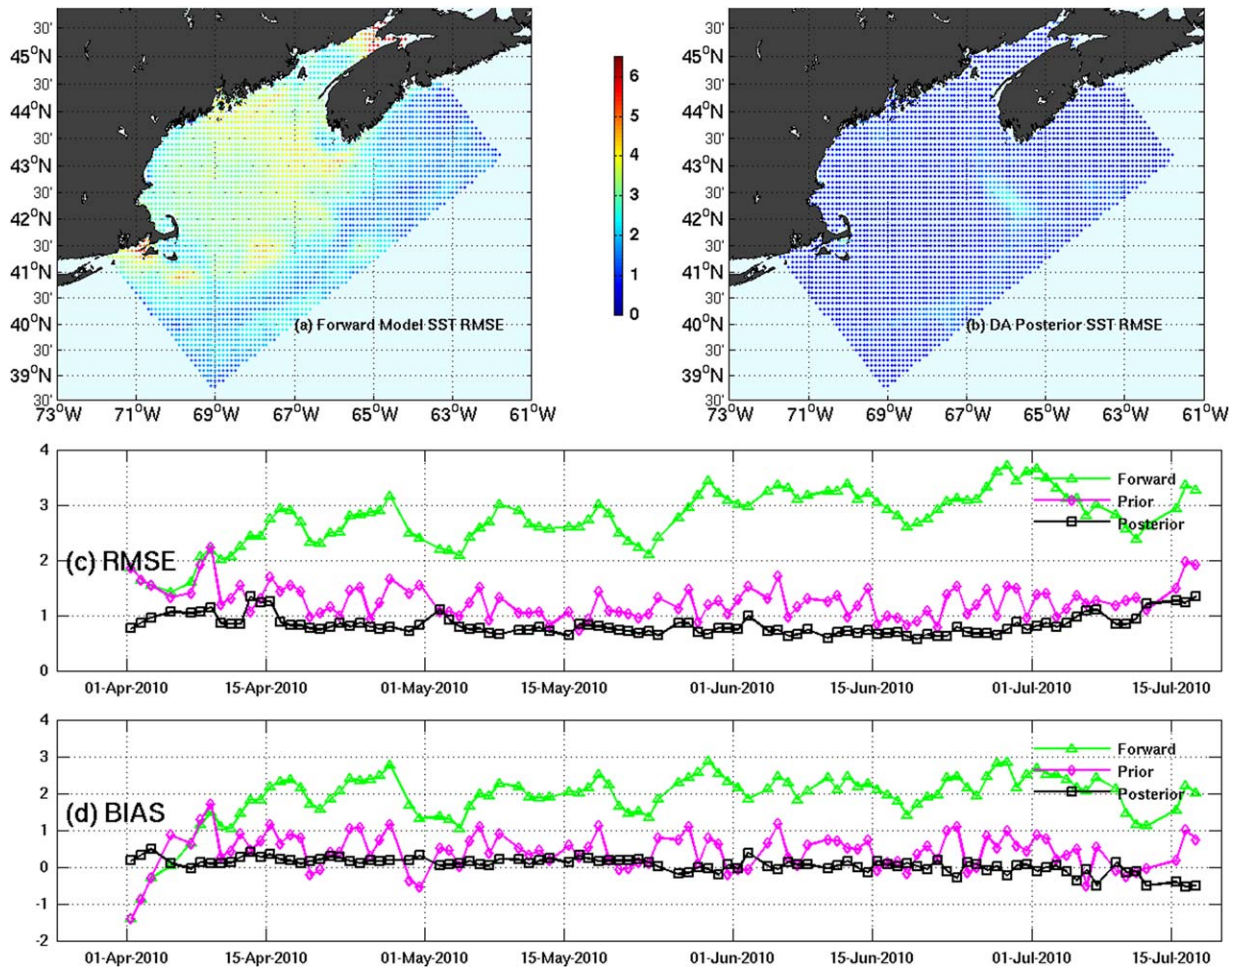 30'
45°N
30'
44°N
30'
43°N
30'
42°N
30'
41°N
30'
40°N
30'
39°N
30'
73°W 71°W 69°W 67°W 65°W 63°W 61°W
(a) Forward Model SST RMSE
6
5
4
3
2
1
0
30'
45°N
30'
44°N
30'
43°N
30'
42°N
30'
41°N
30'
40°N
30'
39°N
30'
73°W 71°W 69°W 67°W 65°W 63°W 61°W
(b) DA Posterior SST RMSE
4
3
2
1
0
(c) RMSE
Forward
Prior
Posterior
01-Apr-2010 15-Apr-2010 01-May-2010 15-May-2010 01-Jun-2010 15-Jun-2010 01-Jul-2010 15-Jul-2010
4
3
2
1
0
-1
-2
(d) BIAS
Forward
Prior
Posterior
01-Apr-2010 15-Apr-2010 01-May-2010 15-May-2010 01-Jun-2010 15-Jun-2010 01-Jul-2010 15-Jul-2010